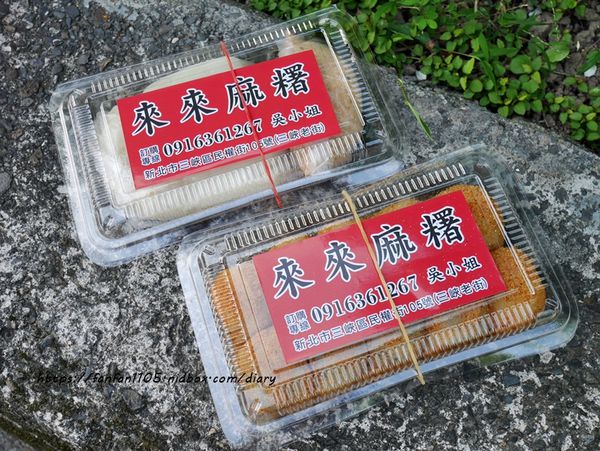 來來麻糬
訂購專線 0916361267 吳小姐
新北市三峽區民權街105號(三峽老街)
來來麻糬
訂購專線 0916361267 吳小姐
新北市三峽區民權街105號(三峽老街)
https://fanfan1105.nidbox.com/diary